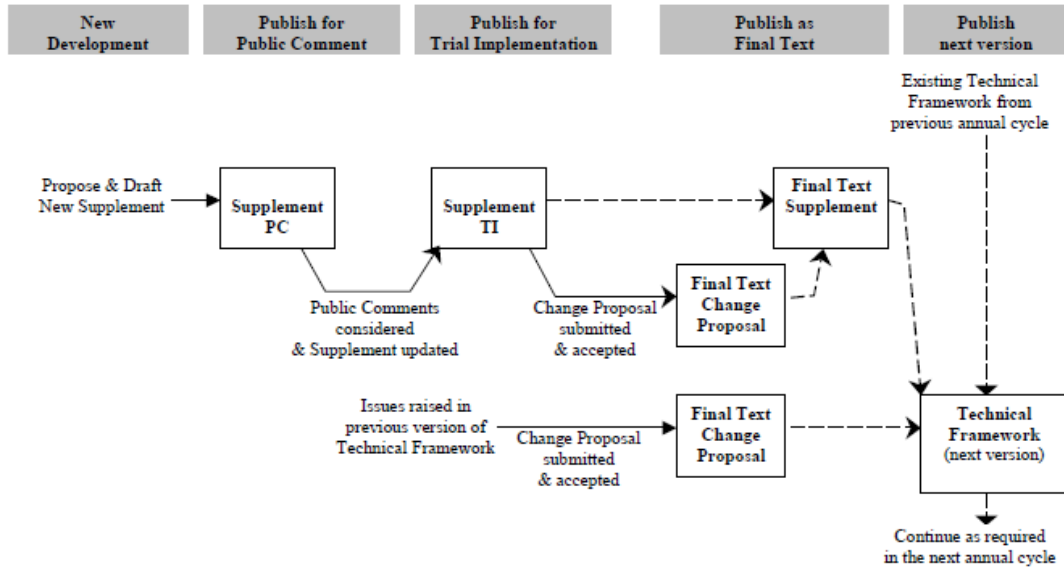 New
Development
Publish for
Public Comment
Publish for
Trial Implementation
Publish as
Final Text
Publish
next version
Existing Technical
Framework from
previous annual cycle
Propose & Draft
New Supplement
Supplement
PC
Supplement
TI
Final Text
Supplement
Public Comments
considered
& Supplement updated
Change Proposal
submitted
& accepted
Final Text
Change
Proposal
Issues raised in
previous version of
Technical Framework
Change Proposal
submitted
& accepted
Final Text
Change
Proposal
Technical
Framework
(next version)
Continue as required
in the next annual cycle